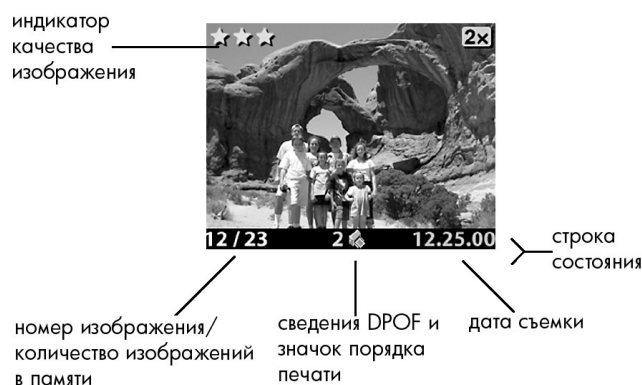 индикатор
качества
изображения
2x
12/23
2
12.25.00
строка
состояния
номер изображения/
количество изображений
в памяти
сведения DPOF и
значок порядка
печати
дата съемки